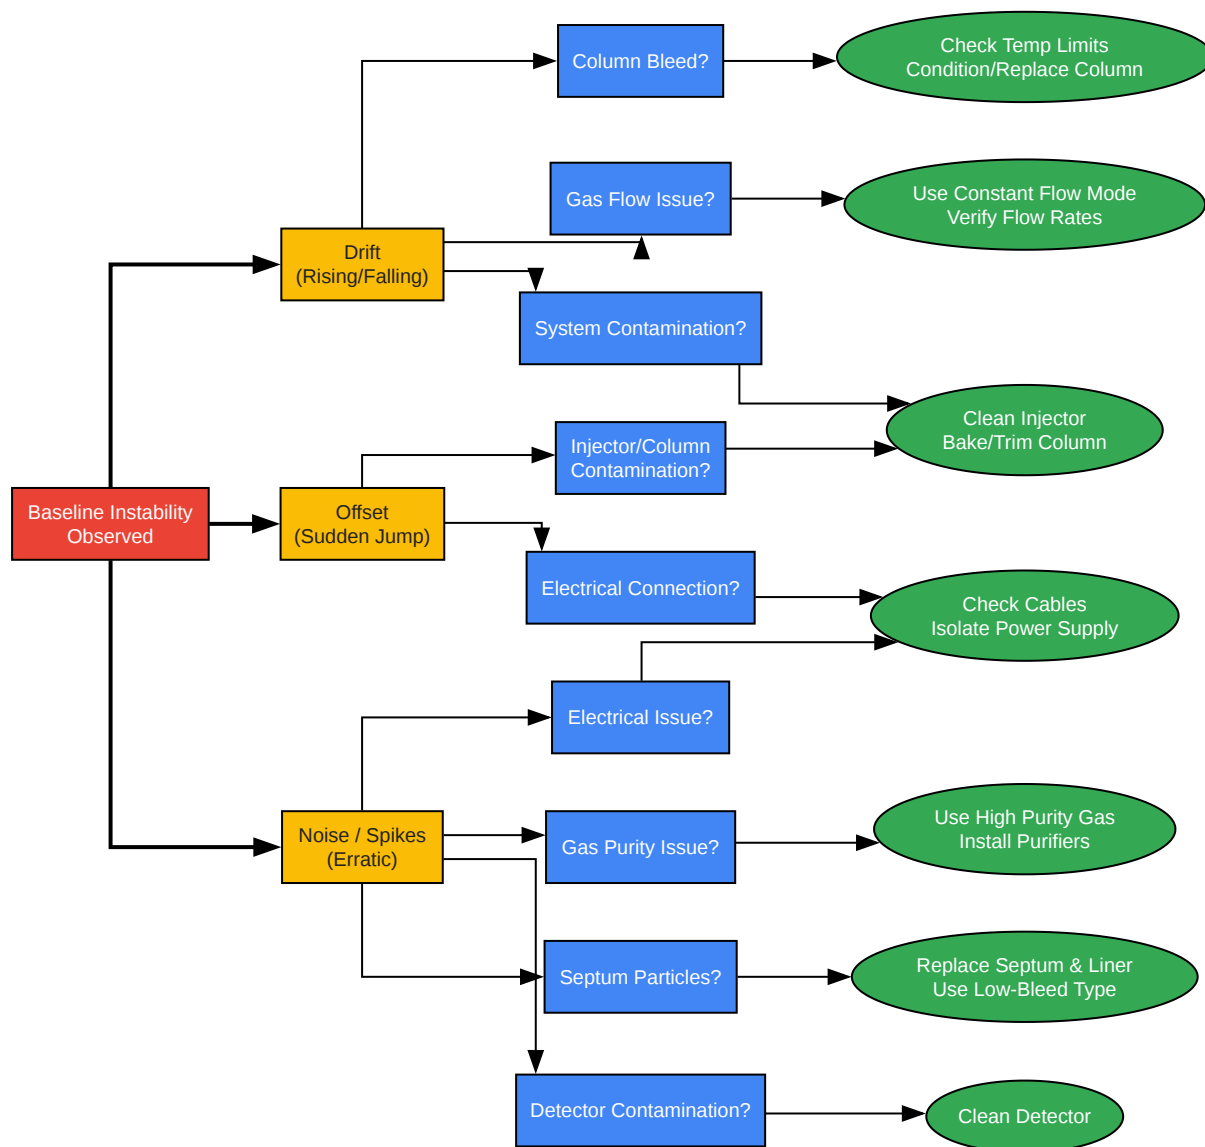 Column Bleed?
Check Temp Limits
Condition/Replace Column
Gas Flow Issue?
Use Constant Flow Mode
Verify Flow Rates
Drift
(Rising/Falling)
System Contamination?
Clean Injector
Bake/Trim Column
Injector/Column
Contamination?
Baseline Instability
Observed
Offset
(Sudden Jump)
Electrical Connection?
Check Cables
Isolate Power Supply
Electrical Issue?
Noise / Spikes
(Erratic)
Gas Purity Issue?
Use High Purity Gas
Install Purifiers
Septum Particles?
Replace Septum & Liner
Use Low-Bleed Type
Detector Contamination?
Clean Detector